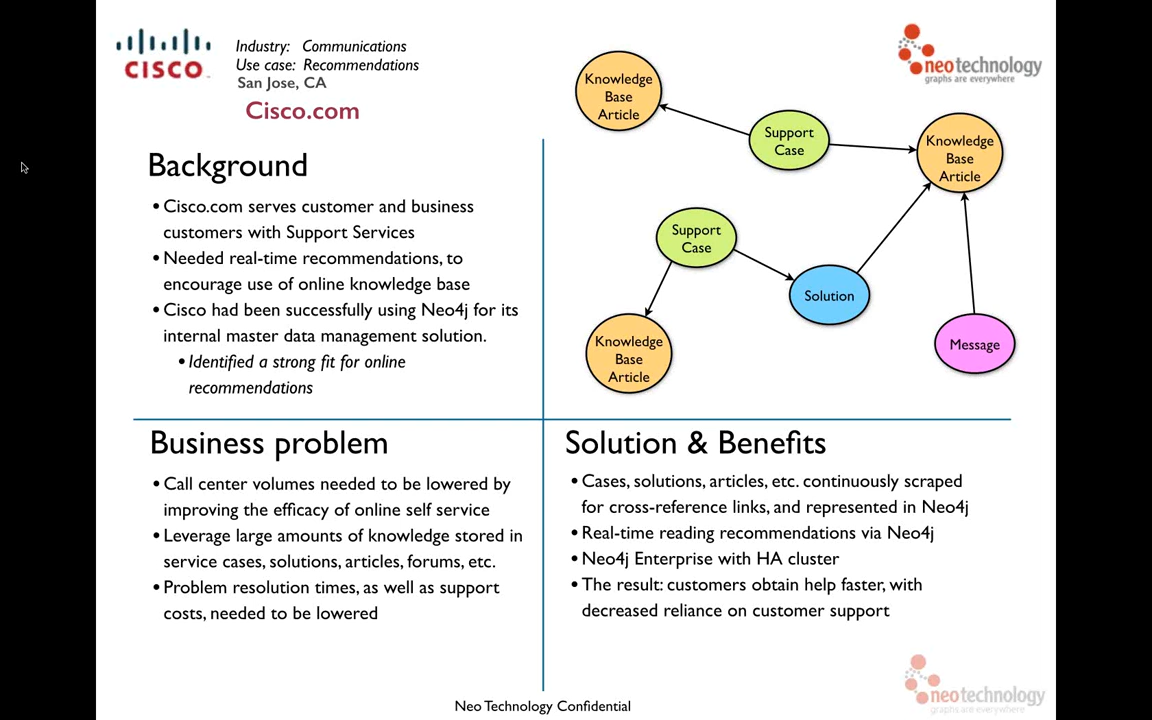 CISCO
Industry: Communications
Use case: Recommendations
San Jose, CA
Cisco.com
neotechnology
graphs are everywhere
Knowledge
Base
Article
Support
Case
Knowledge
Base
Article
Support
Case
Solution
Knowledge
Base
Article
Message
Background
• Cisco.com serves customer and business
customers with Support Services
• Needed real-time recommendations, to
encourage use of online knowledge base
• Cisco had been successfully using Neo4j for its
internal master data management solution.
• Identified a strong fit for online
recommendations
Business problem
• Call center volumes needed to be lowered by
improving the efficacy of online self service
• Leverage large amounts of knowledge stored in
service cases, solutions, articles, forums, etc.
• Problem resolution times, as well as support
costs, needed to be lowered
Solution & Benefits
• Cases, solutions, articles, etc. continuously scraped
for cross-reference links, and represented in Neo4j
• Real-time reading recommendations via Neo4j
• Neo4j Enterprise with HA cluster
• The result: customers obtain help faster, with
decreased reliance on customer support
neotechnology
graphs are everywhere
Neo Technology Confidential